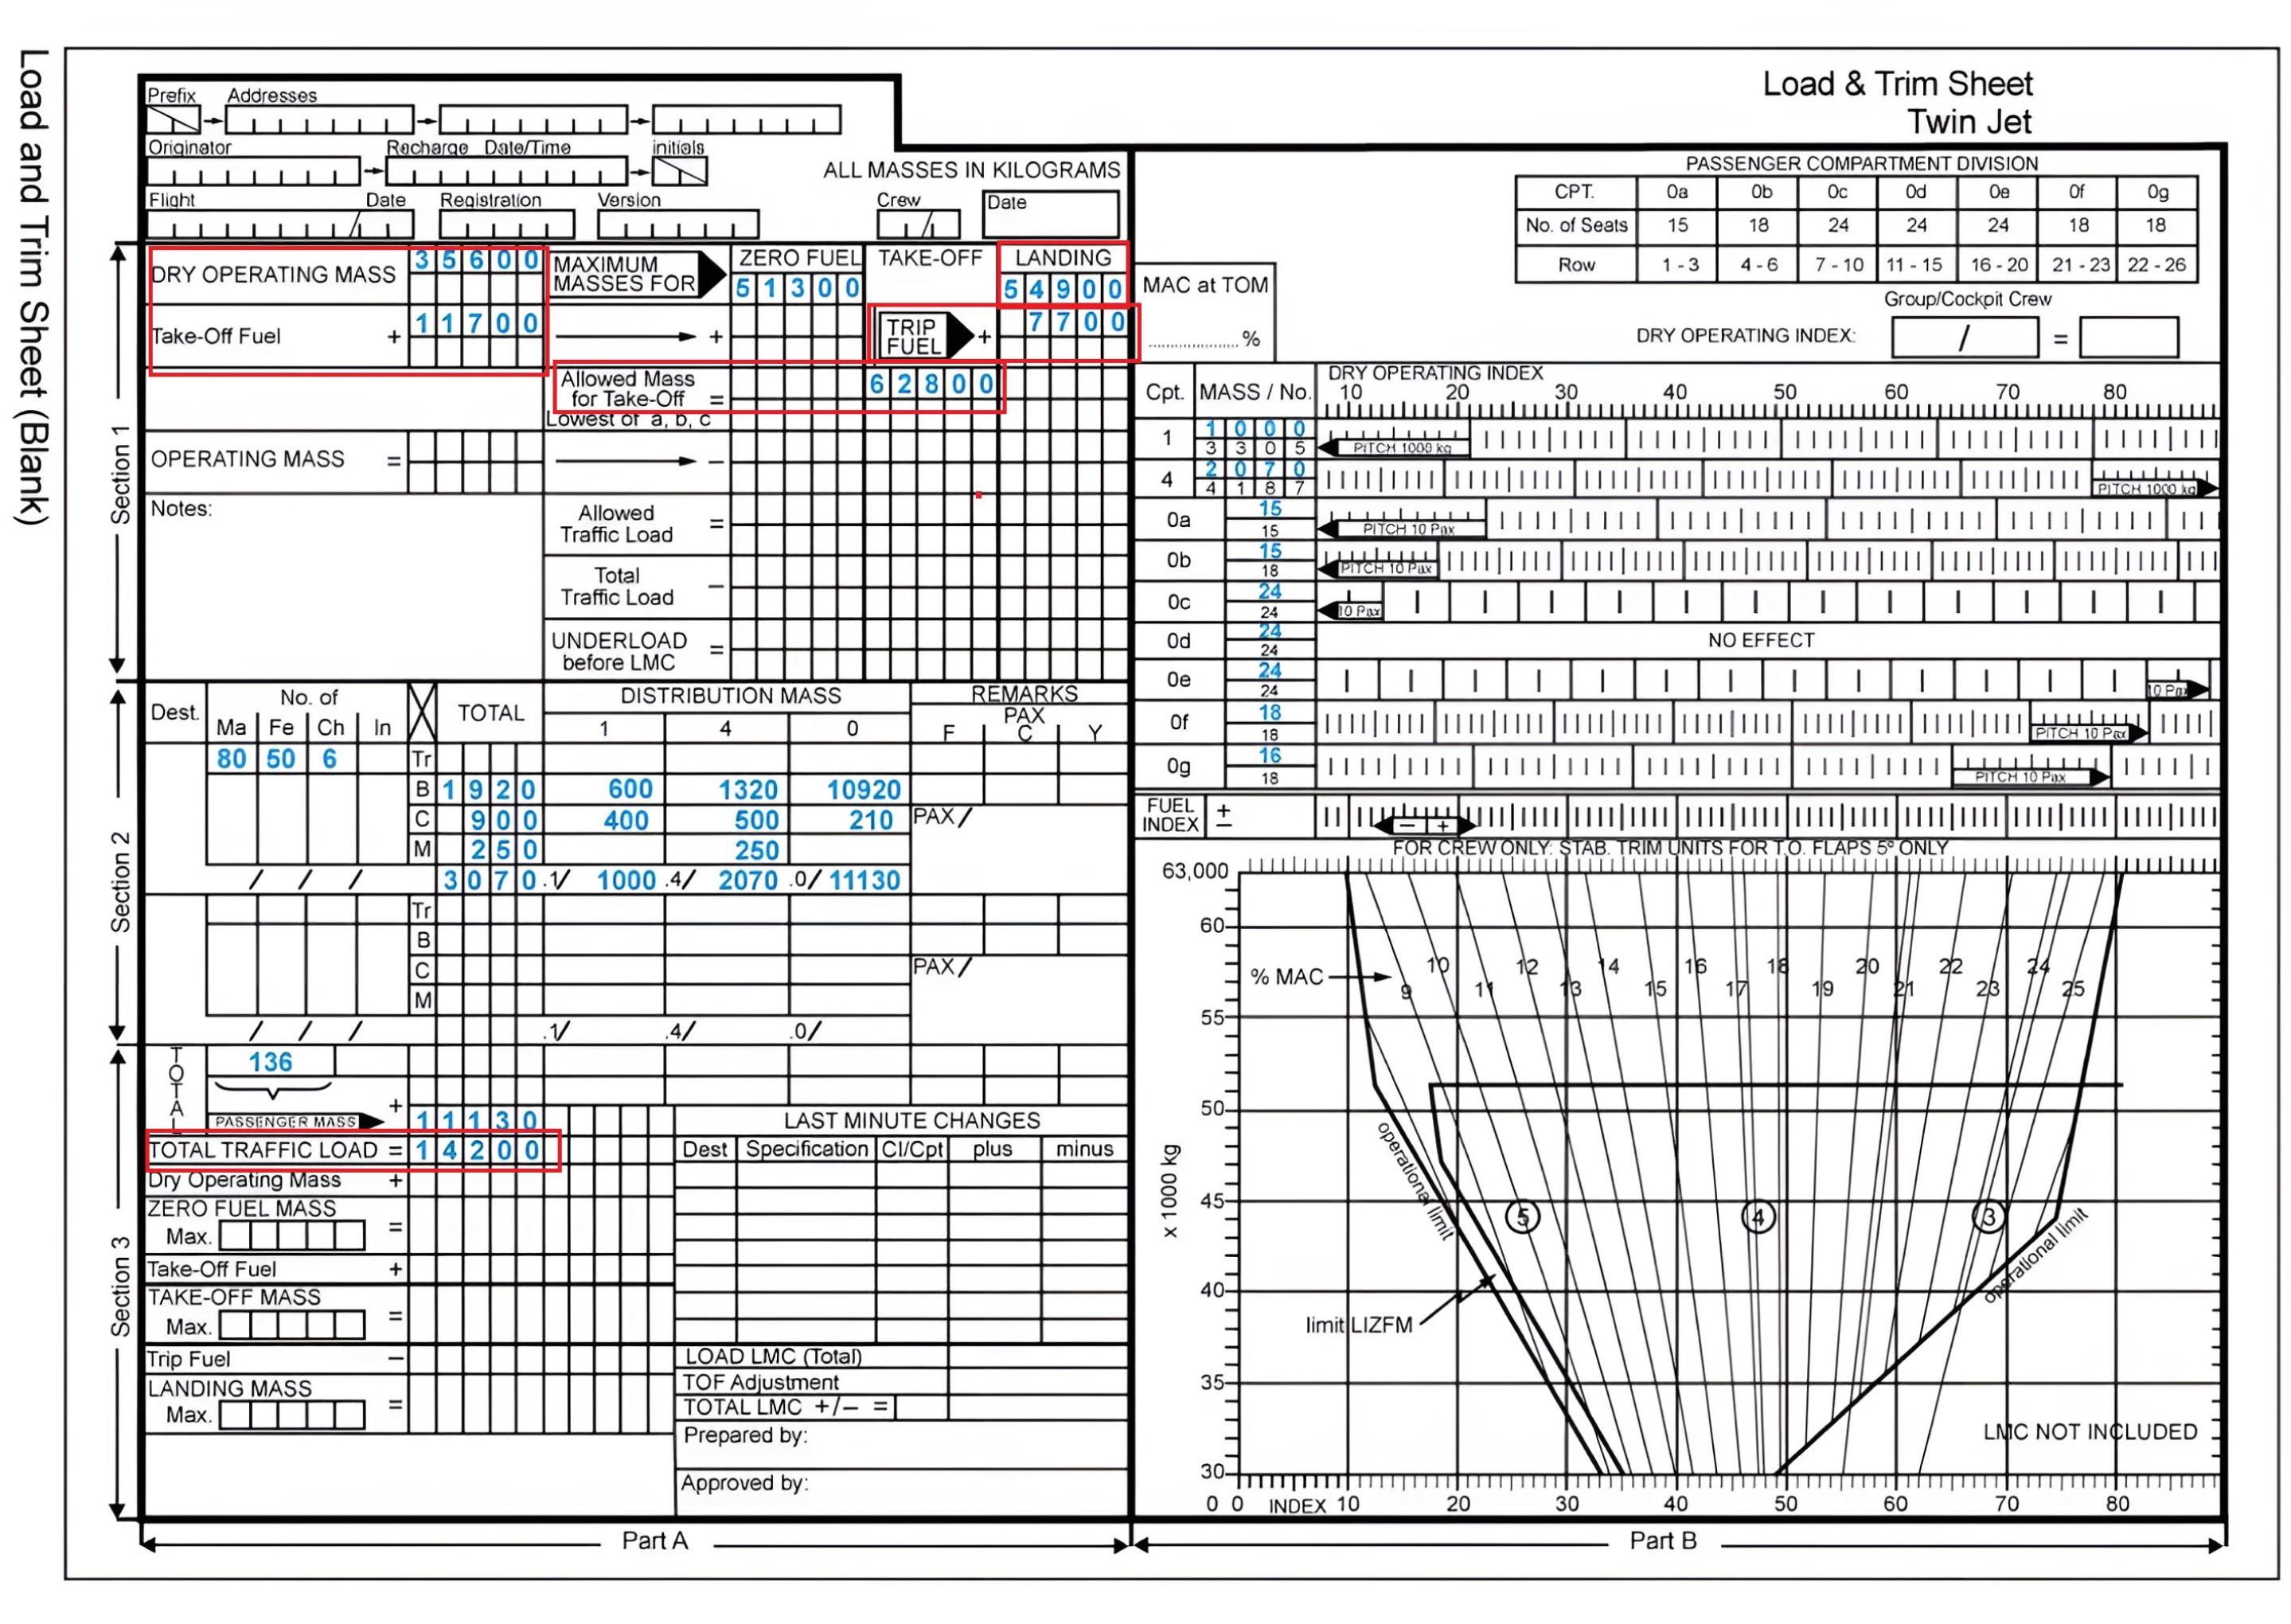 Load and Trim Sheet (Blank)
Load & Trim Sheet
Twin Jet
Prefix Addresses
Originator Recharge Date/Time initials
ALL MASSES IN KILOGRAMS
Flight Date Registration Version Crew Date
Section 1
DRY OPERATING MASS 35600
MAXIMUM MASSES FOR
ZERO FUEL TAKE-OFF LANDING
51300 54900
Take-Off Fuel + 11700
+ TRIP FUEL + 7700
Allowed Mass for Take-Off = 62800
Lowest of a, b, c
OPERATING MASS = −
Notes:
Allowed Traffic Load =
Total Traffic Load −
UNDERLOAD before LMC =
Section 2
Dest. No. of TOTAL DISTRIBUTION MASS REMARKS
Ma Fe Ch In X 1 4 0 PAX
F C Y
80 50 6 Tr
B 1920 600 1320 10920
C 900 400 500 210 PAX/
M 250 250
/ / / 3070 .1/ 1000 .4/ 2070 .0/ 11130
Tr
B
C PAX/
M
/ / / .1/ .4/ .0/
Section 3
TOTAL
136
+
PASSENGER MASS 11130
TOTAL TRAFFIC LOAD = 14200
Dry Operating Mass +
ZERO FUEL MASS
Max. =
Take-Off Fuel +
TAKE-OFF MASS
Max. =
Trip Fuel −
LANDING MASS
Max. =
LAST MINUTE CHANGES
Dest Specification Cl/Cpt plus minus
LOAD LMC (Total)
TOF Adjustment
TOTAL LMC +/− =
Prepared by:
Approved by:
Part A
PASSENGER COMPARTMENT DIVISION
CPT. 0a 0b 0c 0d 0e 0f 0g
No. of Seats 15 18 24 24 24 18 18
Row 1 - 3 4 - 6 7 - 10 11 - 15 16 - 20 21 - 23 22 - 26
MAC at TOM
.................... %
Group/Cockpit Crew
DRY OPERATING INDEX: / =
Cpt. MASS / No. DRY OPERATING INDEX
10 20 30 40 50 60 70 80
1 1000
3305 PITCH 1000 kg
4 2070
4187 PITCH 1000 kg
0a 15
15 PITCH 10 Pax
0b 15
18 PITCH 10 Pax
0c 24
24 10 Pax
0d 24
24 NO EFFECT
0e 24
24 10 Pax
0f 18
18 PITCH 10 Pax
0g 16
18 PITCH 10 Pax
FUEL INDEX + − − +
FOR CREW ONLY: STAB. TRIM UNITS FOR T.O. FLAPS 5º ONLY
63,000
60
% MAC 10 12 14 16 18 20 22 24
9 11 13 15 17 19 21 23 25
55
50
45
40
35
30
x 1000 kg
operational limit
5 4 3
operational limit
limit LIZFM
LMC NOT INCLUDED
0 0 INDEX 10 20 30 40 50 60 70 80
Part B